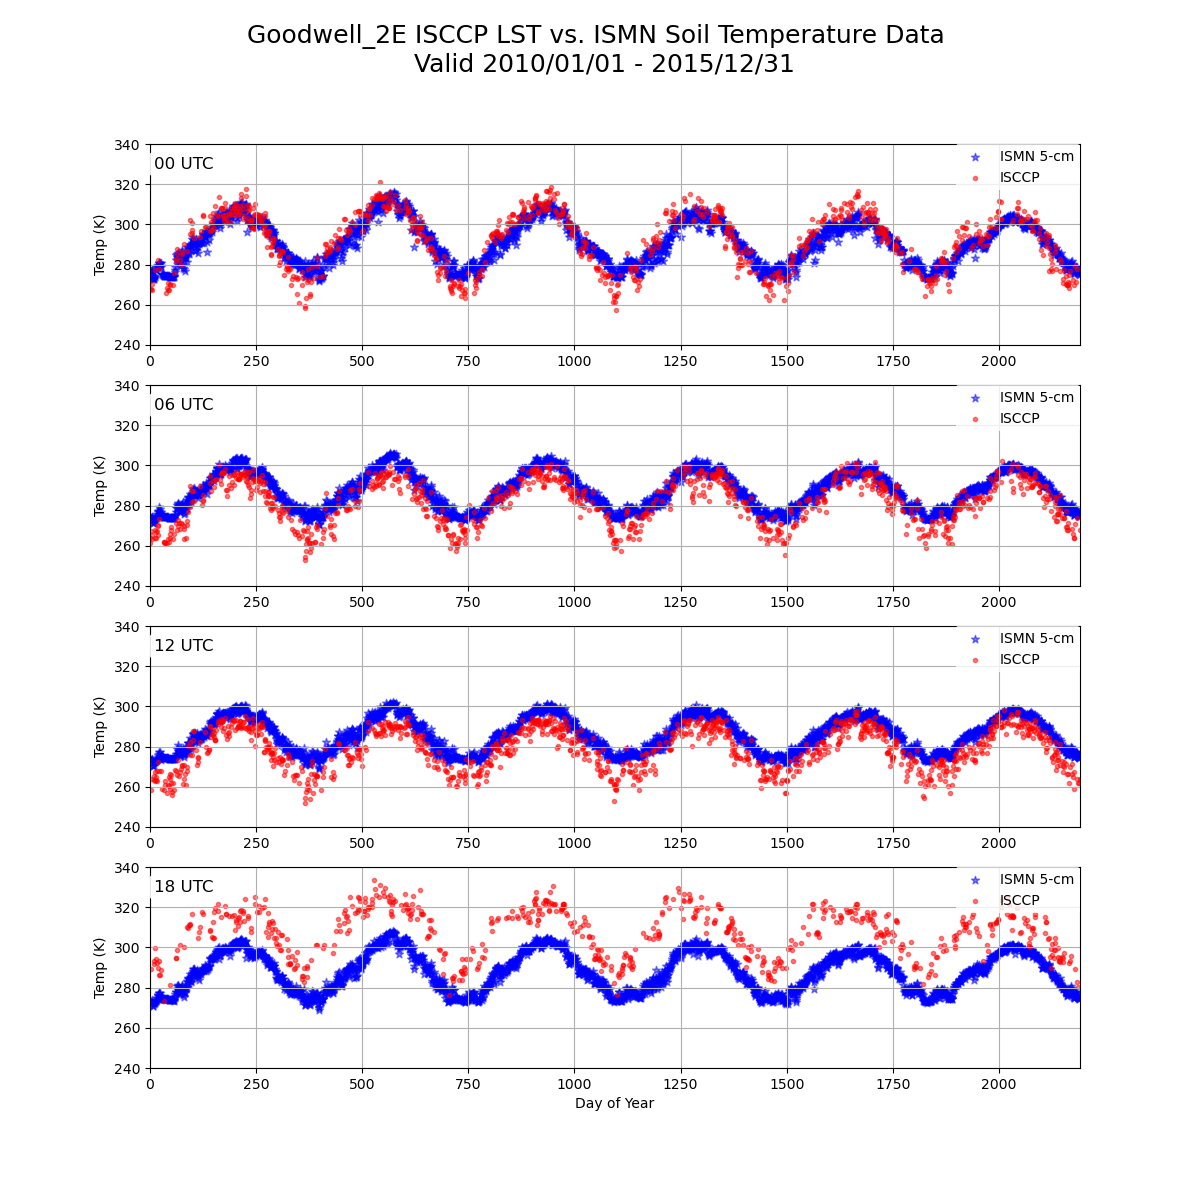 Goodwell_2E ISCCP LST vs. ISMN Soil Temperature Data
Valid 2010/01/01 - 2015/12/31
340
320
300
280
260
240
Temp (K)
00 UTC
ISMN 5-cm
ISCCP
0 250 500 750 1000 1250 1500 1750 2000
340
320
300
280
260
240
Temp (K)
06 UTC
ISMN 5-cm
ISCCP
0 250 500 750 1000 1250 1500 1750 2000
340
320
300
280
260
240
Temp (K)
12 UTC
ISMN 5-cm
ISCCP
0 250 500 750 1000 1250 1500 1750 2000
340
320
300
280
260
240
Temp (K)
18 UTC
ISMN 5-cm
ISCCP
0 250 500 750 1000 1250 1500 1750 2000
Day of Year